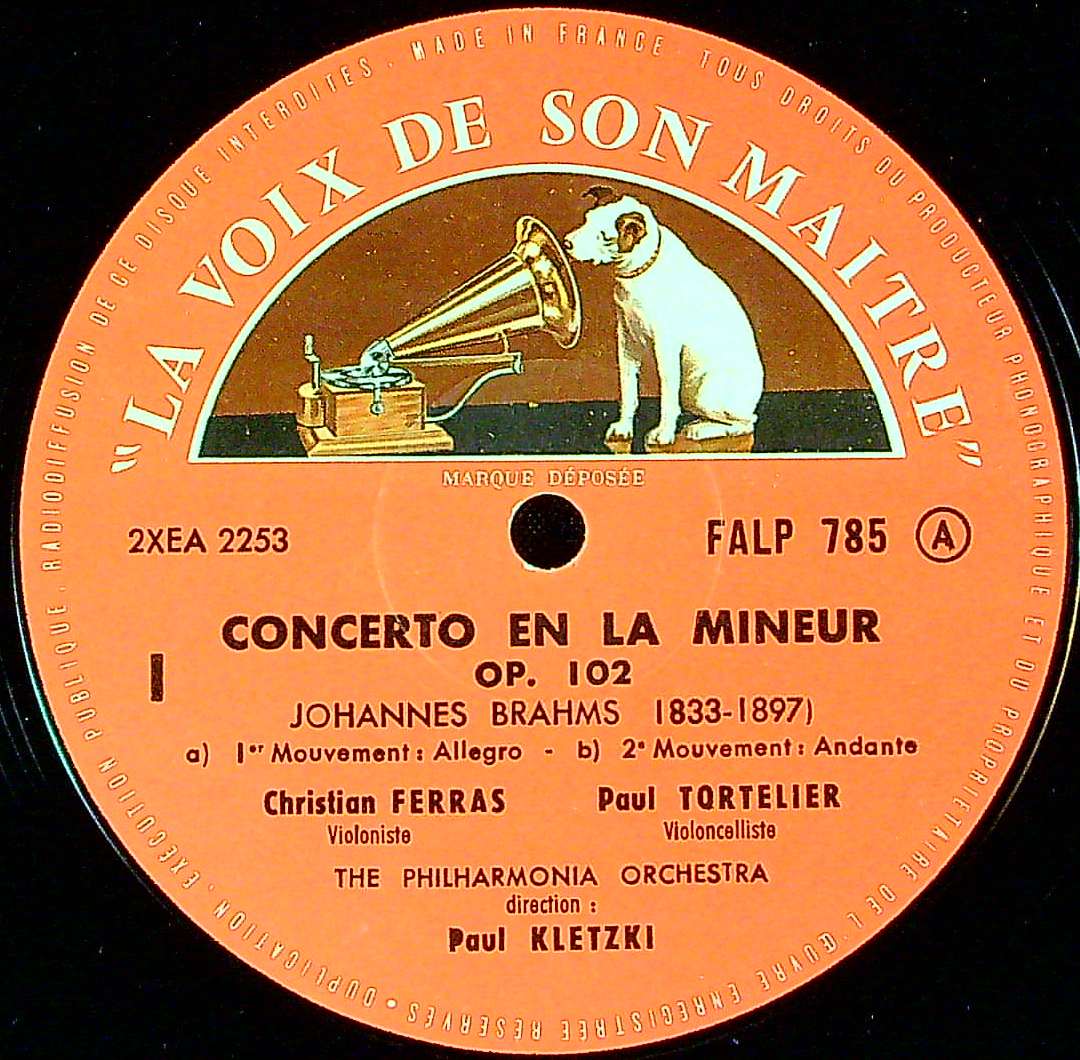 MADE IN FRANCE . TOUS DROITS DU PRODUCTEUR PHONOGRAPHIQUE ET DU PROPRIETAIRE DE L'ŒUVRE ENREGISTRÉE RÉSERVÉS • DUPLICATION . EXÉCUTION PUBLIQUE . RADIODIFFUSION DE CE DISQUE INTERDITES .
"LA VOIX DE SON MAITRE"
MARQUE DÉPOSÉE
2XEA 2253
FALP 785 A
CONCERTO EN LA MINEUR
I
OP. 102
JOHANNES BRAHMS 1833-1897)
a) 1er Mouvement : Allegro - b) 2e Mouvement : Andante
Christian FERRAS Paul TORTELIER
Violoniste Violoncelliste
THE PHILHARMONIA ORCHESTRA
direction :
Paul KLETZKI